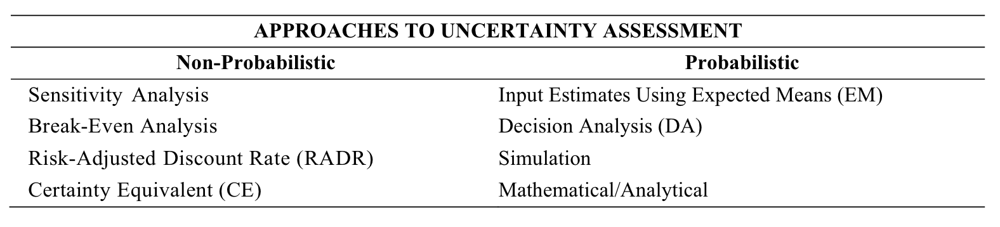 APPROACHES TO UNCERTAINTY ASSESSMENT
Non-Probabilistic Probabilistic
Sensitivity Analysis Input Estimates Using Expected Means (EM)
Break-Even Analysis Decision Analysis (DA)
Risk-Adjusted Discount Rate (RADR) Simulation
Certainty Equivalent (CE) Mathematical/Analytical